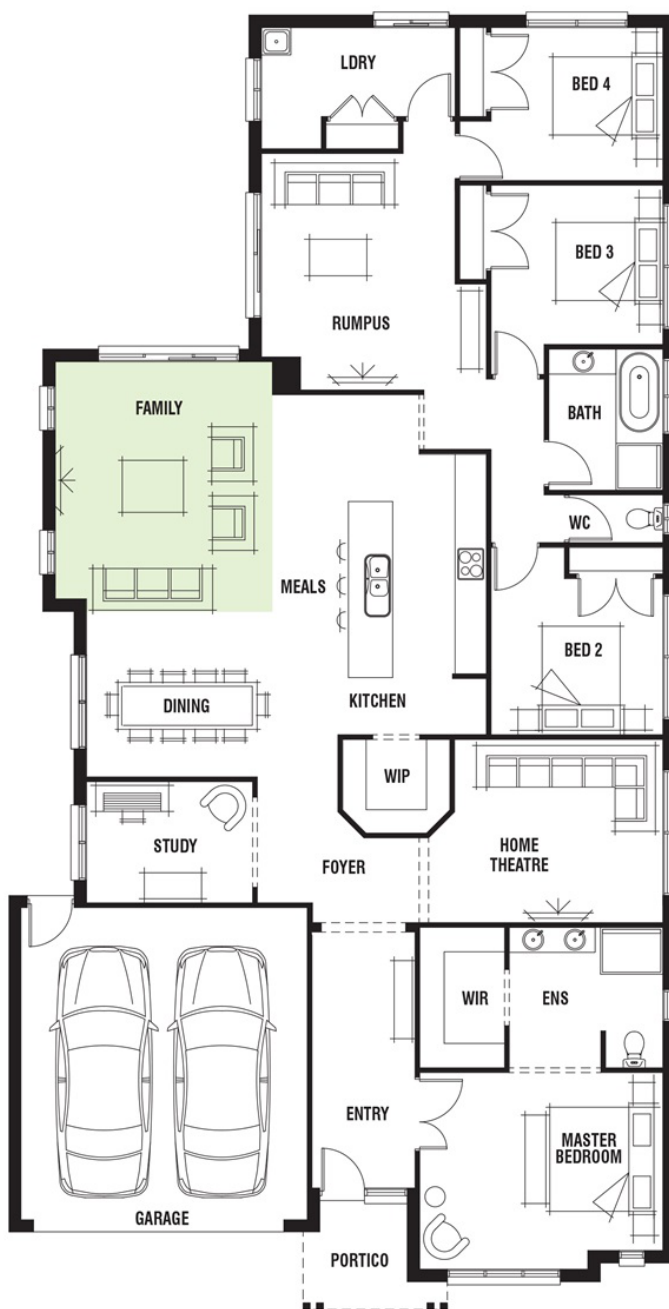 LDRY
BED 4
BED 3
RUMPUS
FAMILY
BATH
WC
MEALS
BED 2
DINING
KITCHEN
WIP
STUDY
HOME
THEATRE
FOYER
WIR
ENS
ENTRY
MASTER
BEDROOM
GARAGE
PORTICO